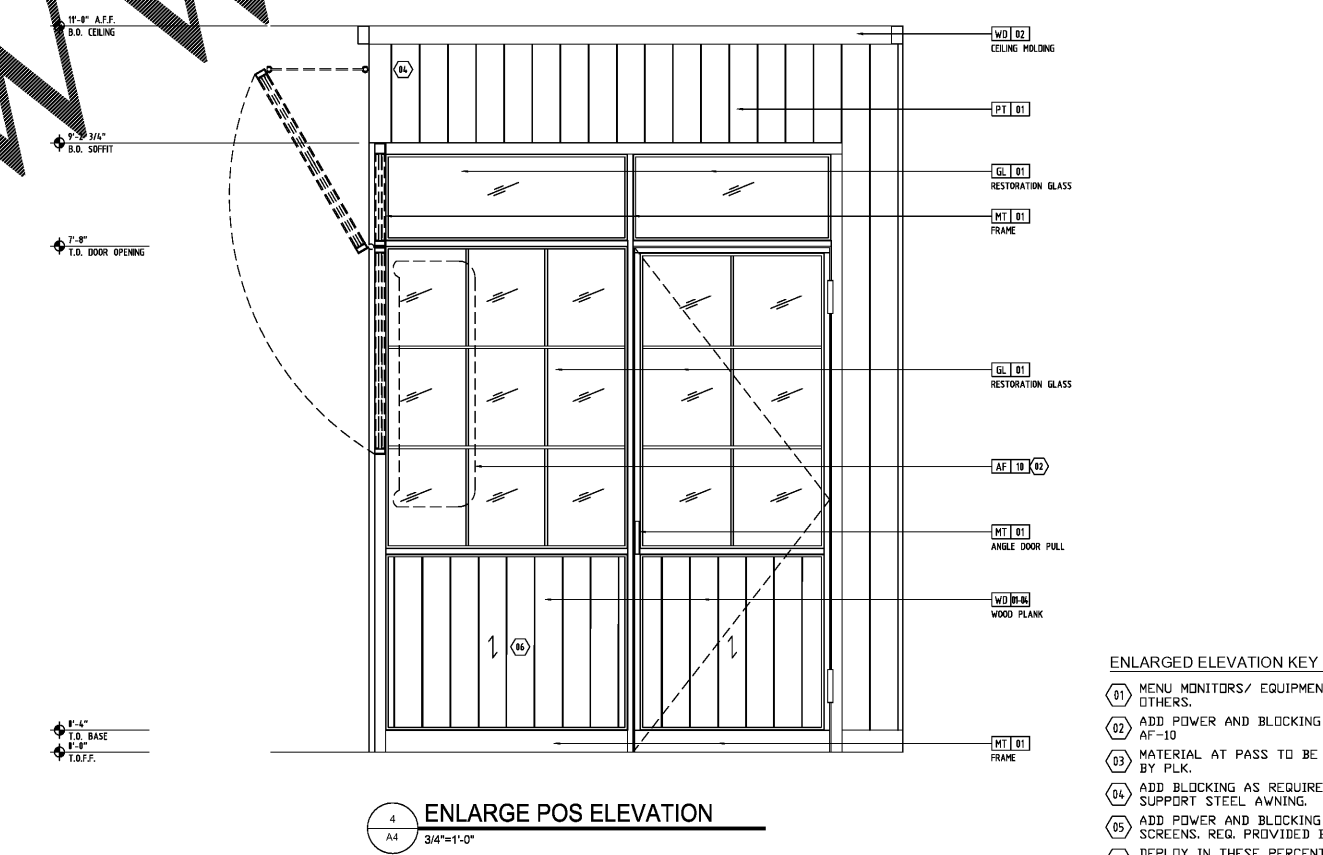 11'-0" A.F.F.
B.O. CEILING
9'-2 3/4"
B.O. SOFFIT
7'-8"
T.O. DOOR OPENING
0'-4"
T.O. BASE
0'-0"
T.O.F.F.
04
06
WD 02
CEILING MOLDING
PT 01
GL 01
RESTORATION GLASS
MT 01
FRAME
GL 01
RESTORATION GLASS
AF 10 02
MT 01
ANGLE DOOR PULL
WD 01-04
WOOD PLANK
MT 01
FRAME
4
A4
ENLARGE POS ELEVATION
3/4"=1'-0"
ENLARGED ELEVATION KEY
01 MENU MONITORS/ EQUIPMEN
OTHERS.
02 ADD POWER AND BLOCKING
AF-10
03 MATERIAL AT PASS TO BE
BY PLK.
04 ADD BLOCKING AS REQUIRE
SUPPORT STEEL AWNING.
05 ADD POWER AND BLOCKING
SCREENS. REQ. PROVIDED
DEPLOY IN THESE PERCENT